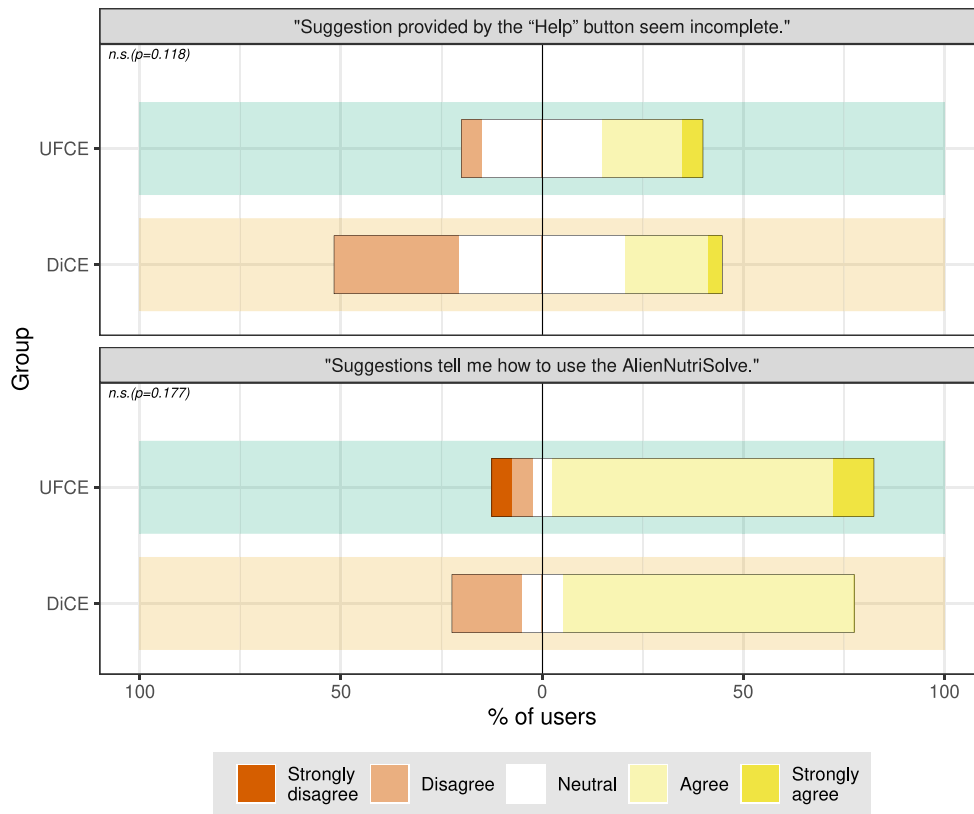 "Suggestion provided by the “Help” button seem incomplete."
n.s.(p=0.118)
UFCE
DiCE
"Suggestions tell me how to use the AlienNutriSolve."
n.s.(p=0.177)
UFCE
DiCE
Group
100 50 0 50 100
% of users
Strongly
disagree
Disagree
Neutral
Agree
Strongly
agree